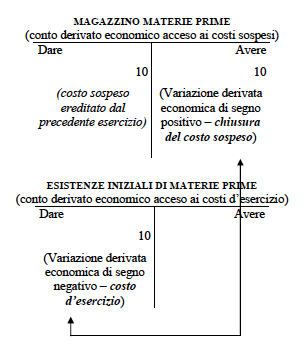 MAGAZZINO MATERIE PRIME
(conto derivato economico acceso ai costi sospesi)
Dare Avere
10 10
(costo sospeso
ereditato dal
precedente esercizio)
(Variazione derivata
economica di segno
positivo – chiusura
del costo sospeso)
ESISTENZE INIZIALI DI MATERIE PRIME
(conto derivato economico acceso ai costi d'esercizio)
Dare Avere
10
(Variazione derivata
economica di segno
negativo – costo
d'esercizio)